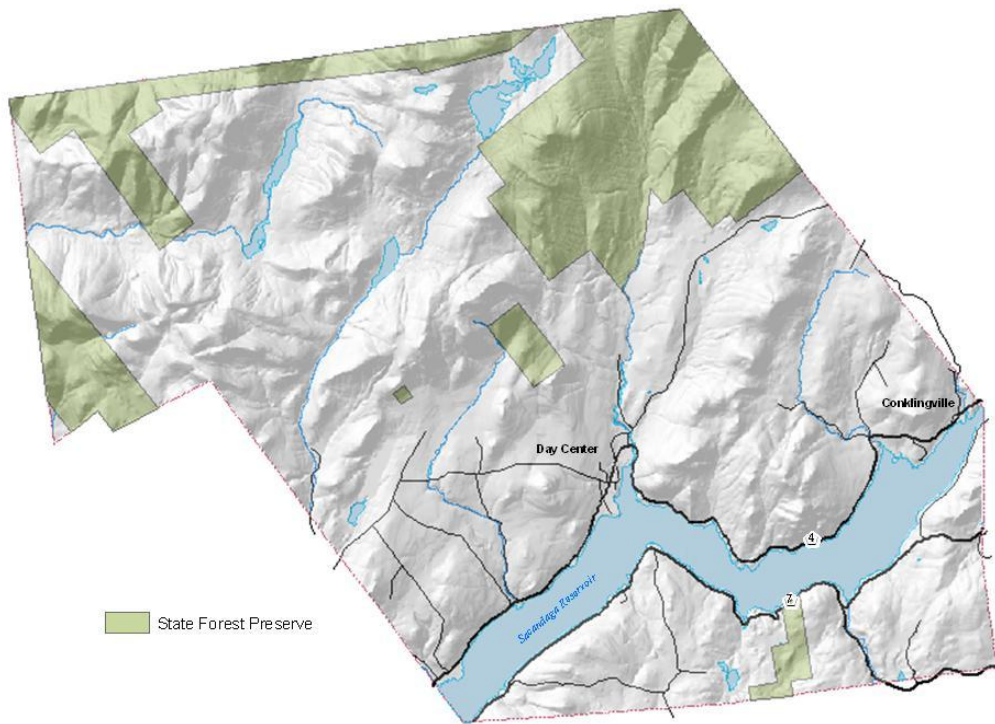 Conklingville
Day Center
4
7
Sacandaga Reservoir
State Forest Preserve